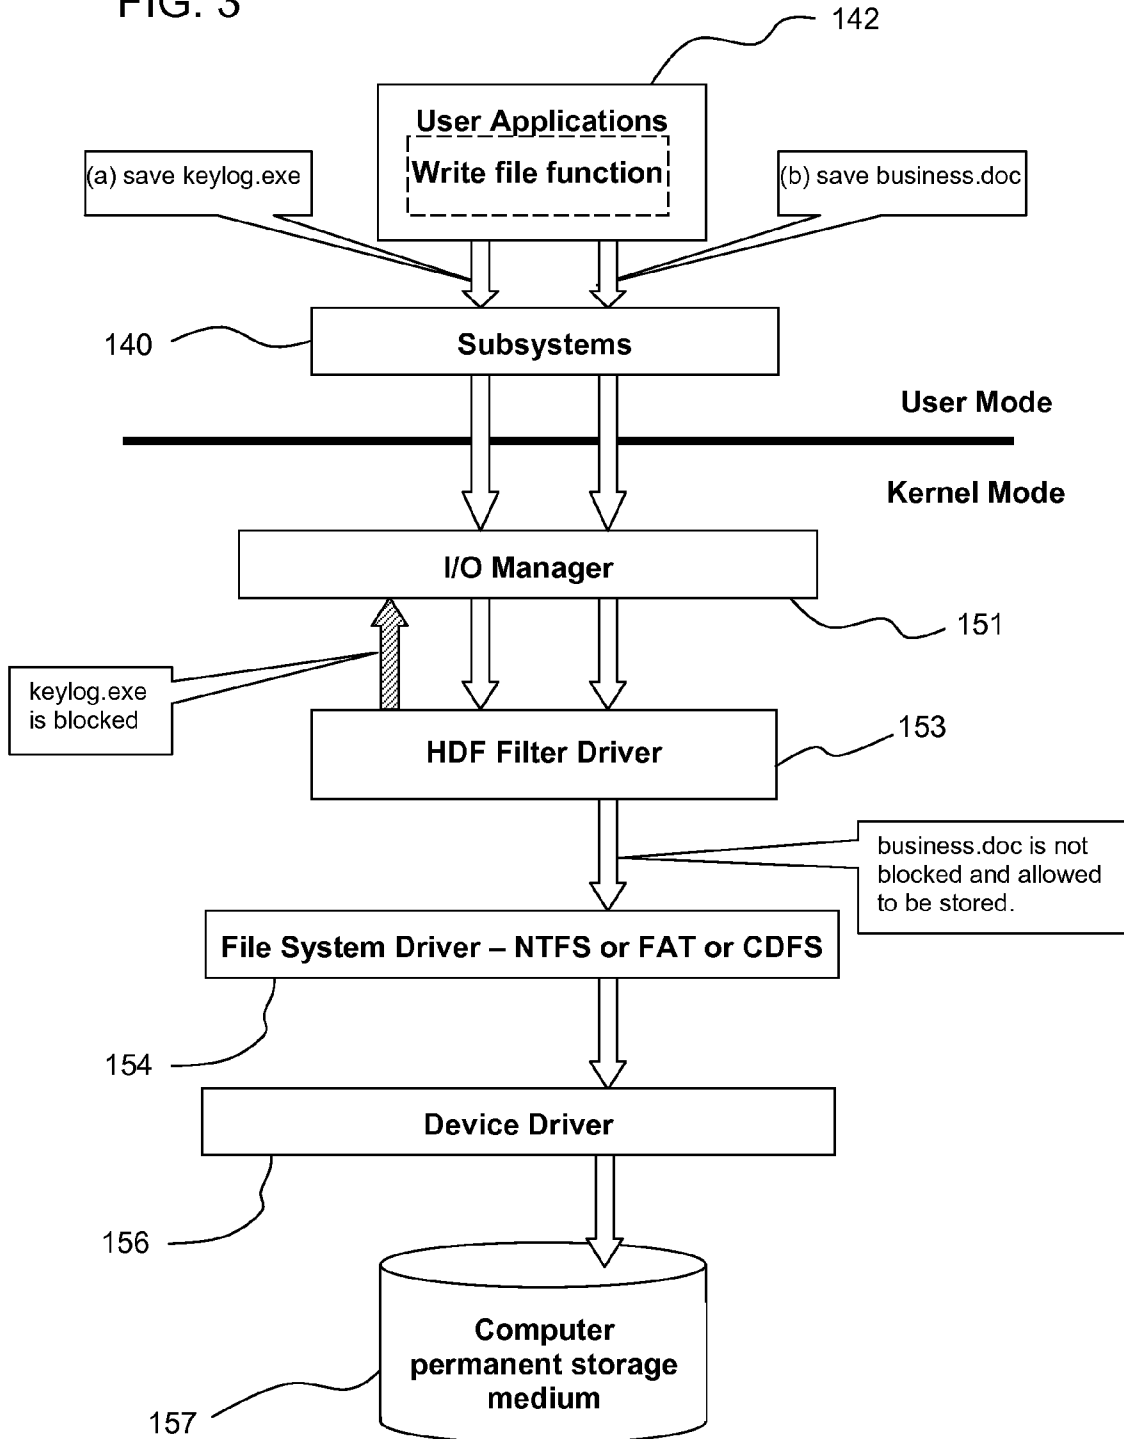 FIG. 3
142
User Applications
Write file function
(a) save keylog.exe
(b) save business.doc
140
Subsystems
User Mode
Kernel Mode
I/O Manager
151
keylog.exe
is blocked
HDF Filter Driver
153
business.doc is not
blocked and allowed
to be stored.
File System Driver – NTFS or FAT or CDFS
154
Device Driver
156
Computer
permanent storage
medium
157